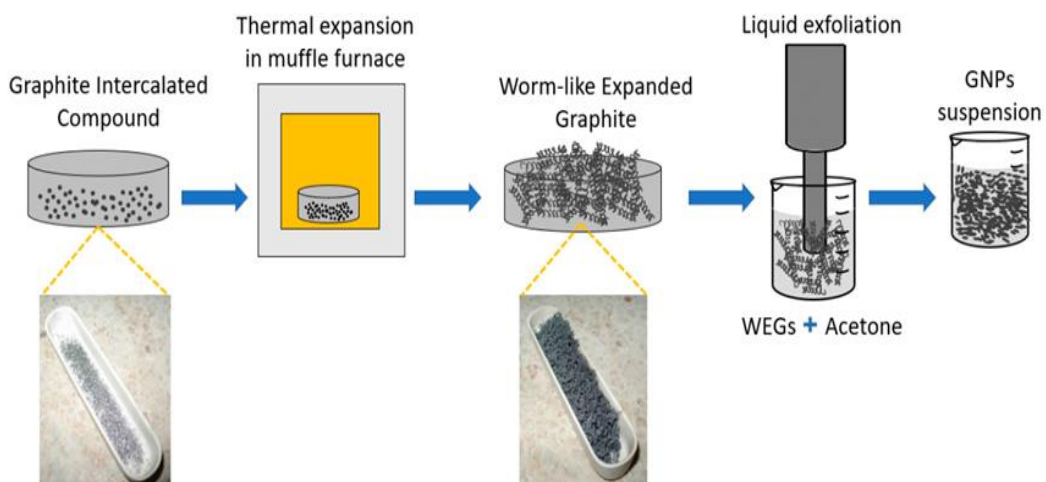 Graphite Intercalated
Compound
Thermal expansion
in muffle furnace
Worm-like Expanded
Graphite
Liquid exfoliation
WEGs + Acetone
GNPs
suspension